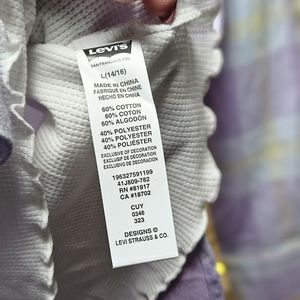 Levi's
SAN FRANCISCO, CAL
L(14/16)
MADE IN CHINA
FABRIQUÉ EN CHINE
HECHO EN CHINA
60% COTTON
60% COTON
60% ALGODÓN
40% POLYESTER
40% POLYESTER
40% POLIÉSTER
EXCLUSIVE OF DECORATION
EXCLUSIF DE DÉCORATION
EXCLUSIVO DE DECORACIÓN
196327591199
41J809-782
RN #81917
CA #18702
CUY
0346
323
DESIGNS ©
LEVI STRAUSS & CO.